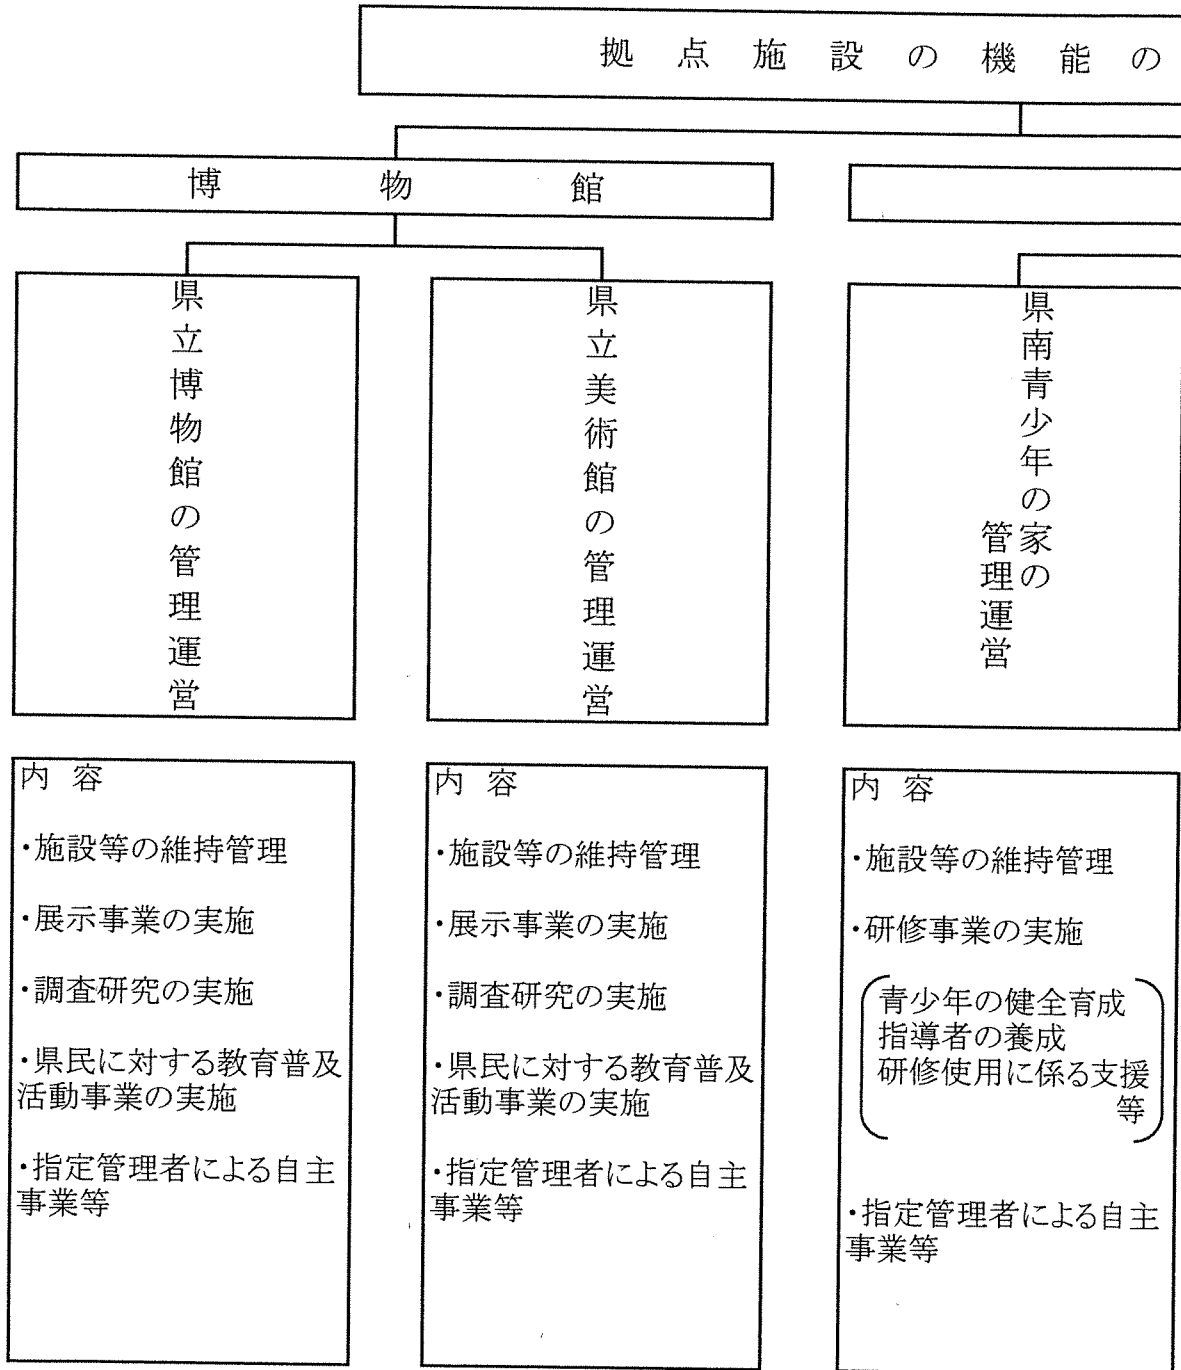 拠点施設の機能の
博物館
県立博物館の管理運営
県立美術館の管理運営
県南青少年の家の
管理運営
内容
・施設等の維持管理
・展示事業の実施
・調査研究の実施
・県民に対する教育普及
活動事業の実施
・指定管理者による自主
事業等
内容
・施設等の維持管理
・展示事業の実施
・調査研究の実施
・県民に対する教育普及
活動事業の実施
・指定管理者による自主
事業等
内容
・施設等の維持管理
・研修事業の実施
青少年の健全育成
指導者の養成
研修使用に係る支援
等
・指定管理者による自主
事業等